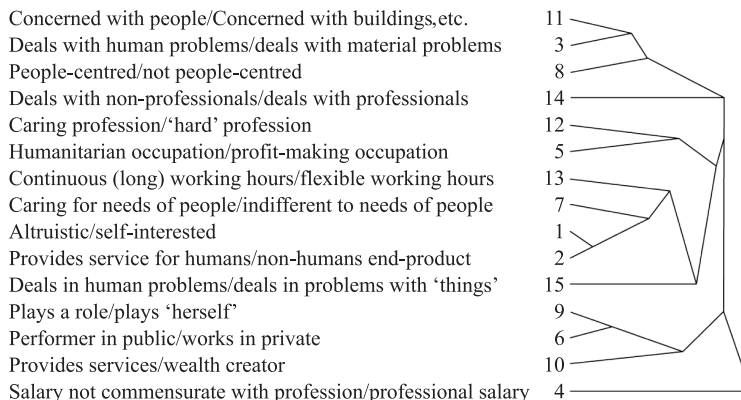 Concerned with people/Concerned with buildings,etc. 11
Deals with human problems/deals with material problems 3
People-centred/not people-centred 8
Deals with non-professionals/deals with professionals 14
Caring profession/‘hard’ profession 12
Humanitarian occupation/profit-making occupation 5
Continuous (long) working hours/flexible working hours 13
Caring for needs of people/indifferent to needs of people 7
Altruistic/self-interested 1
Provides service for humans/non-humans end-product 2
Deals in human problems/deals in problems with ‘things’ 15
Plays a role/plays ‘herself’ 9
Performer in public/works in private 6
Provides services/wealth creator 10
Salary not commensurate with profession/professional salary 4